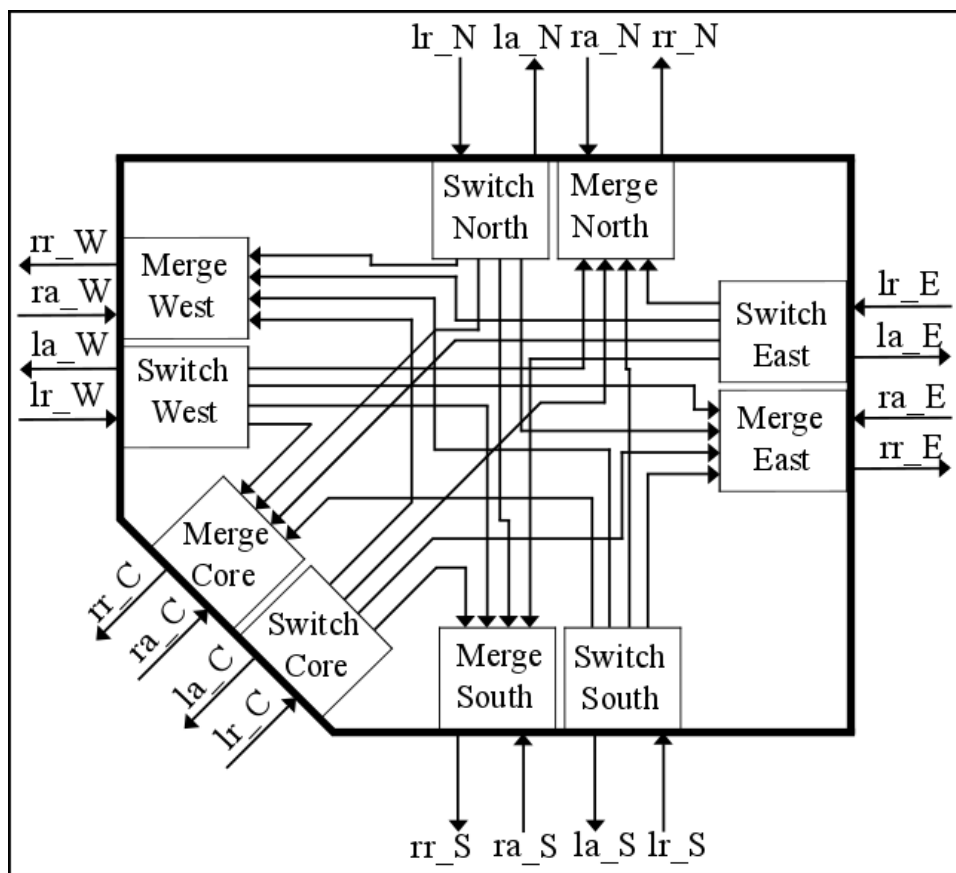 lr_N la_N ra_N rr_N
Switch
North
Merge
North
rr_W
ra_W
la_W
lr_W
Merge
West
Switch
West
Switch
East
Merge
East
lr_E
la_E
ra_E
rr_E
Merge
Core
Switch
Core
rr_C
ra_C
la_C
lr_C
Merge
South
Switch
South
rr_S ra_S la_S lr_S